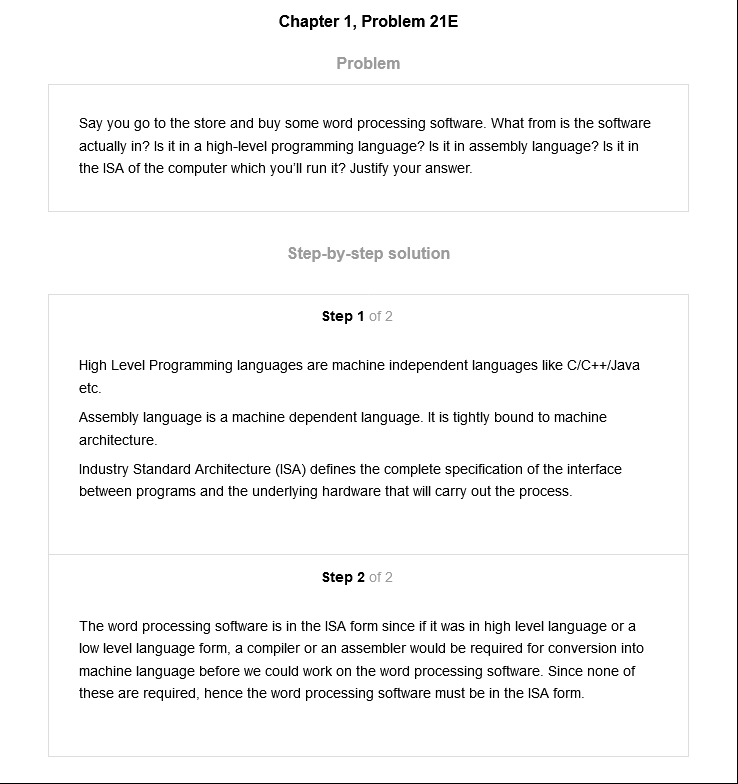 Chapter 1, Problem 21E
Problem
Say you go to the store and buy some word processing software. What from is the software
actually in? Is it in a high-level programming language? Is it in assembly language? Is it in
the ISA of the computer which you'll run it? Justify your answer.
Step-by-step solution
Step 1 of 2
High Level Programming languages are machine independent languages like C/C++/Java
etc.
Assembly language is a machine dependent language. It is tightly bound to machine
architecture.
Industry Standard Architecture (ISA) defines the complete specification of the interface
between programs and the underlying hardware that will carry out the process.
Step 2 of 2
The word processing software is in the ISA form since if it was in high level language or a
low level language form, a compiler or an assembler would be required for conversion into
machine language before we could work on the word processing software. Since none of
these are required, hence the word processing software must be in the ISA form.